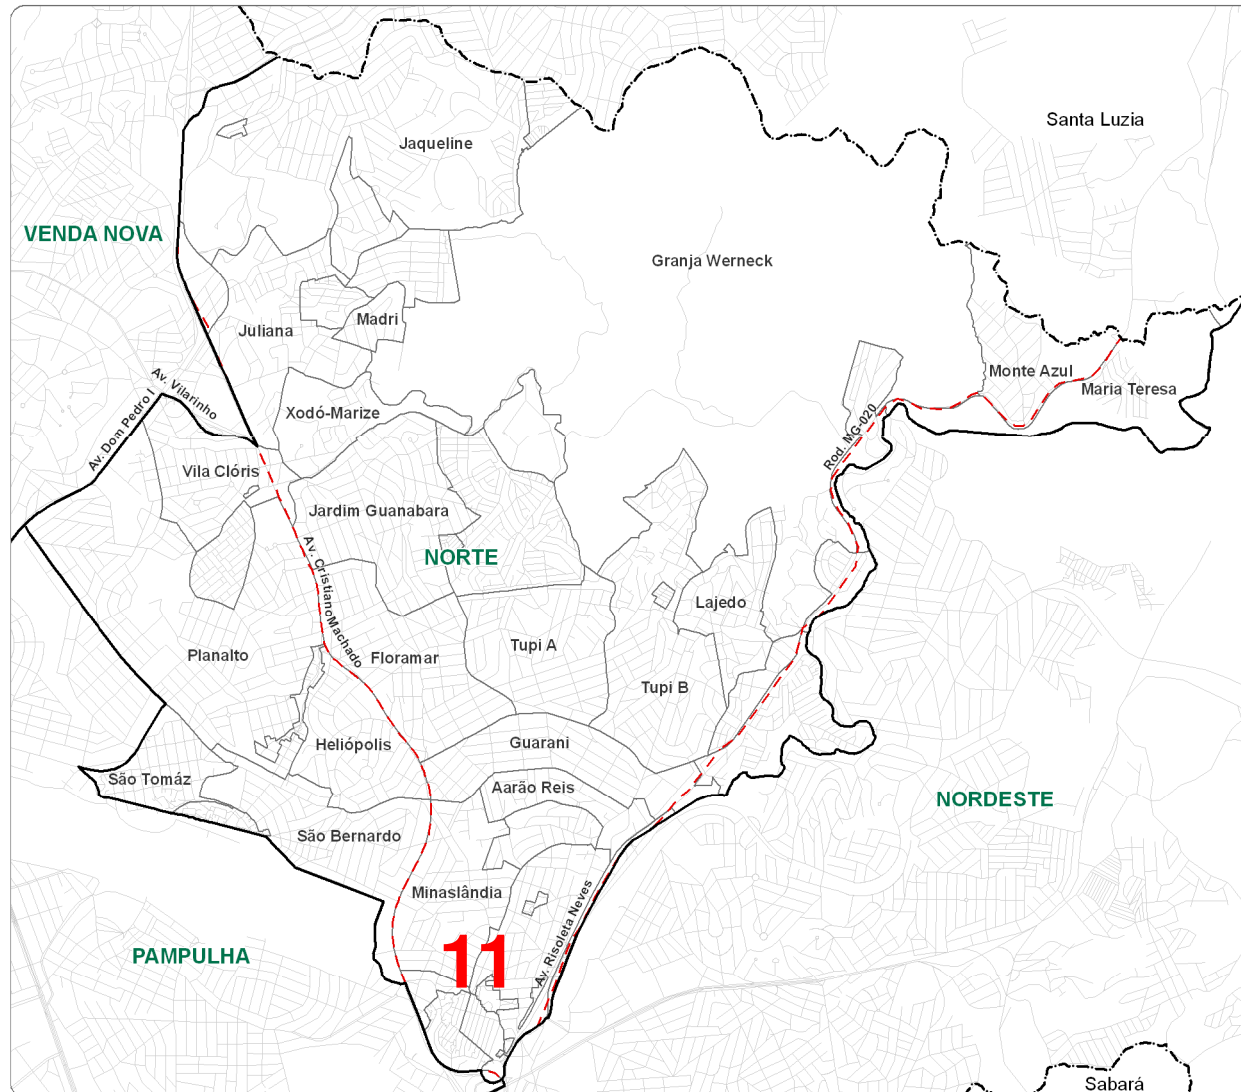 Santa Luzia
Jaqueline
VENDA NOVA
Granja Werneck
Madri
Juliana
Monte Azul
Maria Teresa
Av. Vilarinho
Av. Dom Pedro I
Xodó-Marize
Rod. MG-020
Vila Clóris
Jardim Guanabara
NORTE
Av. Cristiano Machado
Lajedo
Tupi A
Planalto
Floramar
Tupi B
Heliópolis
Guarani
São Tomáz
Aarão Reis
NORDESTE
São Bernardo
Minaslândia
Av. Risoleta Neves
11
PAMPULHA
Sabará